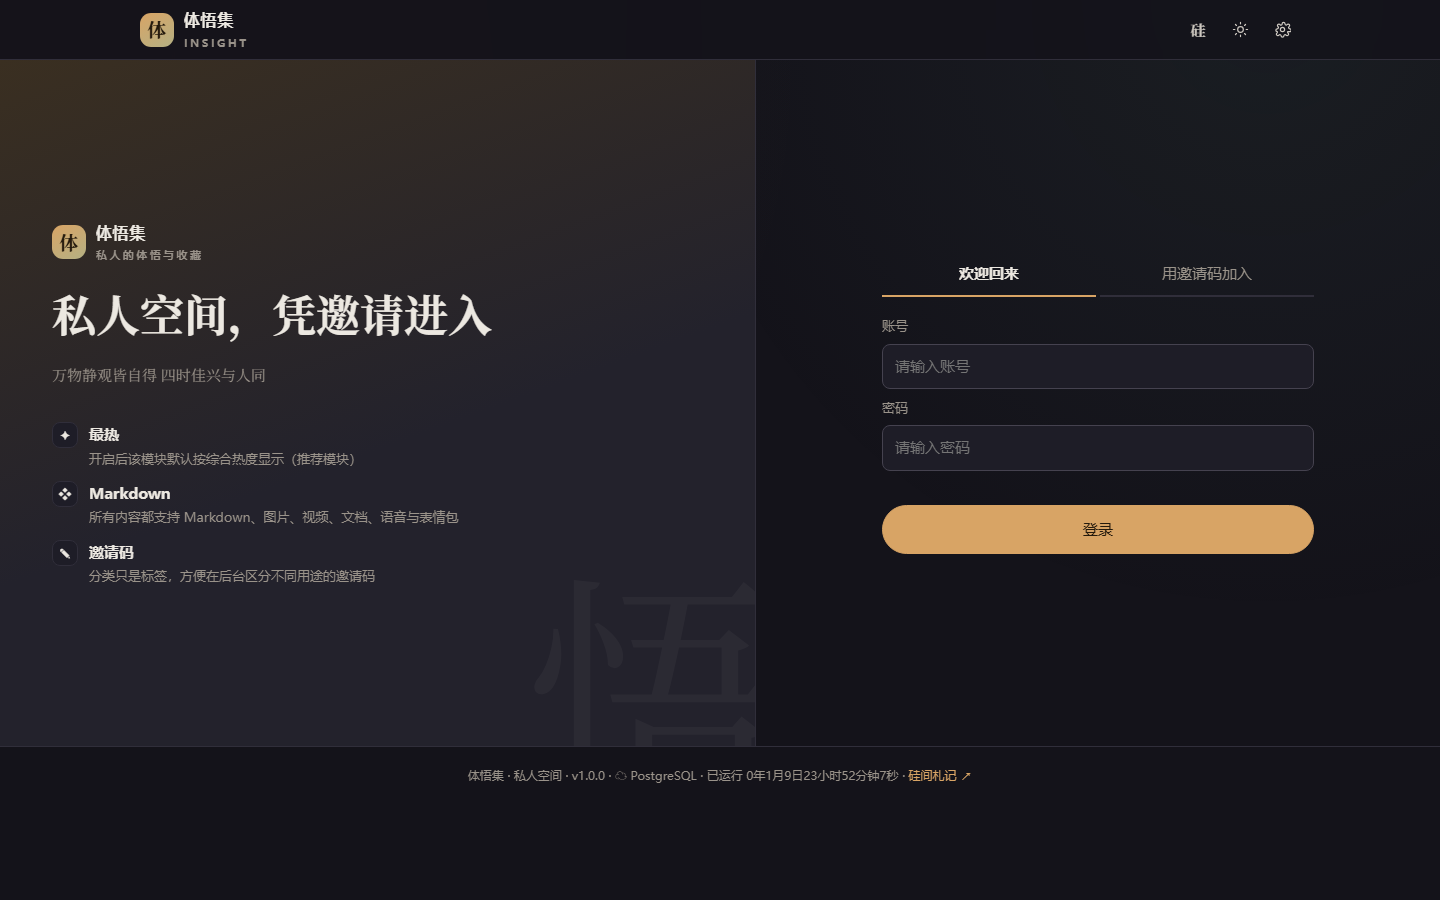 体 体悟集
INSIGHT
硅
体 体悟集
私人的体悟与收藏
私人空间，凭邀请进入
万物静观皆自得 四时佳兴与人同
最热
开启后该模块默认按综合热度显示（推荐模块）
Markdown
所有内容都支持 Markdown、图片、视频、文档、语音与表情包
邀请码
分类只是标签，方便在后台区分不同用途的邀请码
悟
欢迎回来 用邀请码加入
账号
请输入账号
密码
请输入密码
登录
体悟集 · 私人空间 · v1.0.0 · PostgreSQL · 已运行 0年1月9日23小时52分钟7秒 · 硅间札记 ↗